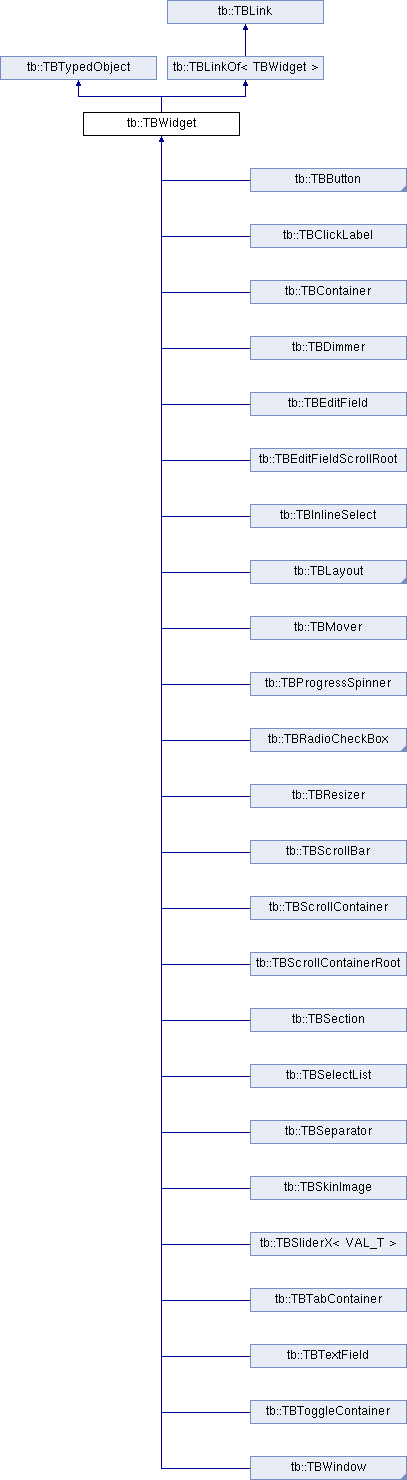 tb::TBLink
tb::TBTypedObject
tb::TBLinkOf< TBWidget >
tb::TBWidget
tb::TBButton
tb::TBClickLabel
tb::TBContainer
tb::TBDimmer
tb::TBEditField
tb::TBEditFieldScrollRoot
tb::TBInlineSelect
tb::TBLayout
tb::TBMover
tb::TBProgressSpinner
tb::TBRadioCheckBox
tb::TBResizer
tb::TBScrollBar
tb::TBScrollContainer
tb::TBScrollContainerRoot
tb::TBSection
tb::TBSelectList
tb::TBSeparator
tb::TBSkinImage
tb::TBSliderX< VAL_T >
tb::TBTabContainer
tb::TBTextField
tb::TBToggleContainer
tb::TBWindow